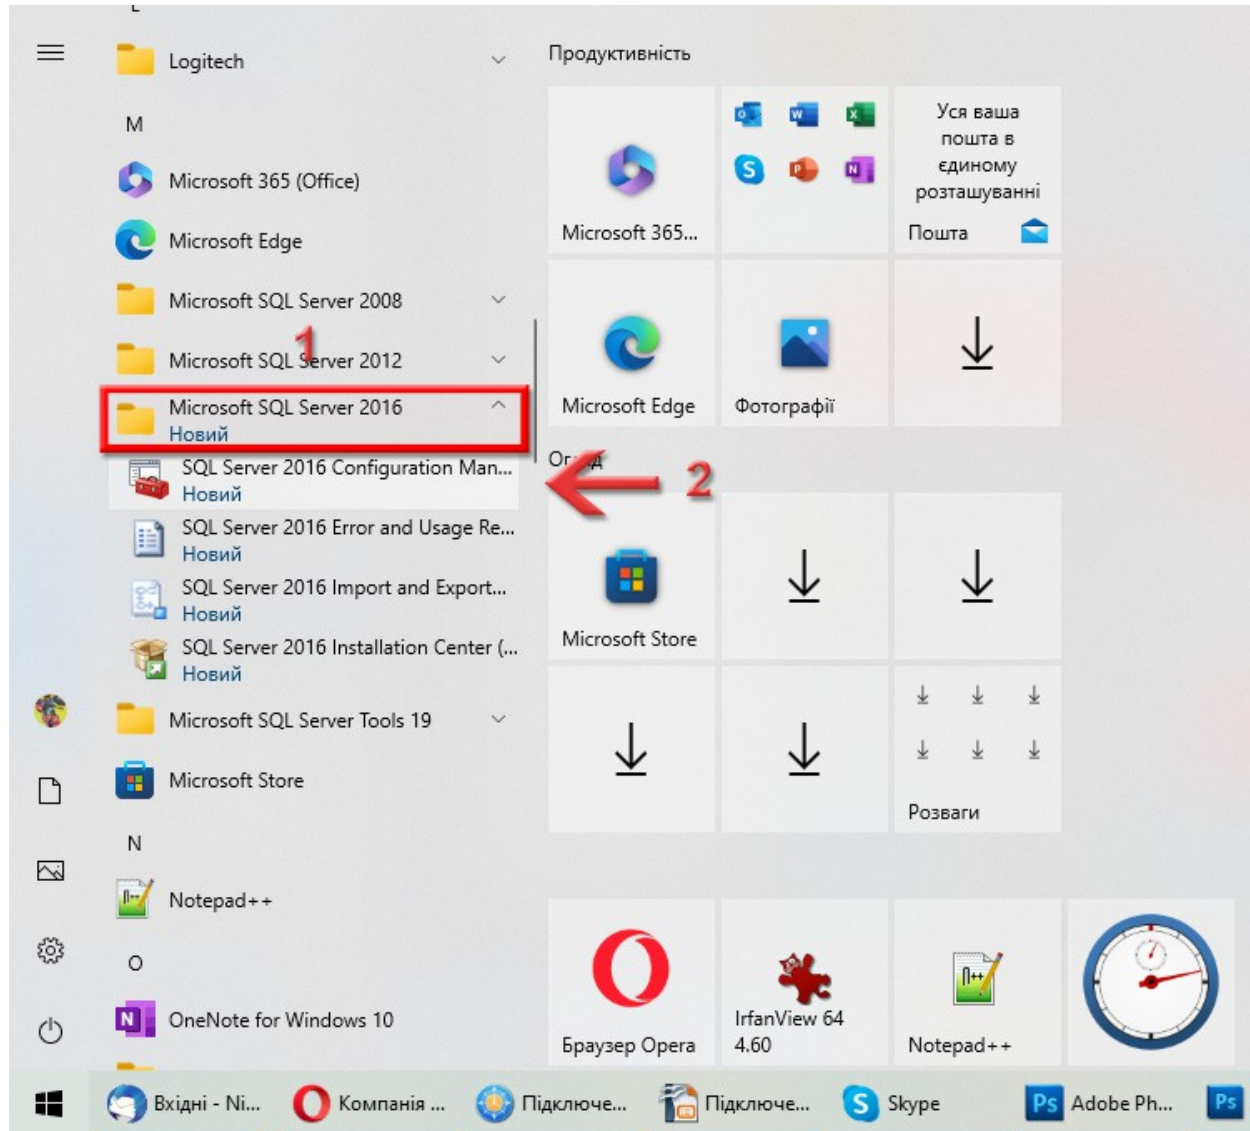 Logitech
M
Microsoft 365 (Office)
Microsoft Edge
Microsoft SQL Server 2008
1
Microsoft SQL Server 2012
Microsoft SQL Server 2016
Новий
SQL Server 2016 Configuration Man...
Новий
SQL Server 2016 Error and Usage Re...
Новий
SQL Server 2016 Import and Export...
Новий
SQL Server 2016 Installation Center (...
Новий
Microsoft SQL Server Tools 19
Microsoft Store
N
Notepad++
O
OneNote for Windows 10
Продуктивність
Microsoft 365...
Уся ваша
пошта в
єдиному
розташуванні
Пошта
Microsoft Edge
Фотографії
2
Microsoft Store
Розваги
Браузер Opera
IrfanView 64
4.60
Notepad++
Вхідні - Ni...
Компанія ...
Підключе...
Підключе...
Skype
Ps
Adobe Ph...
Ps